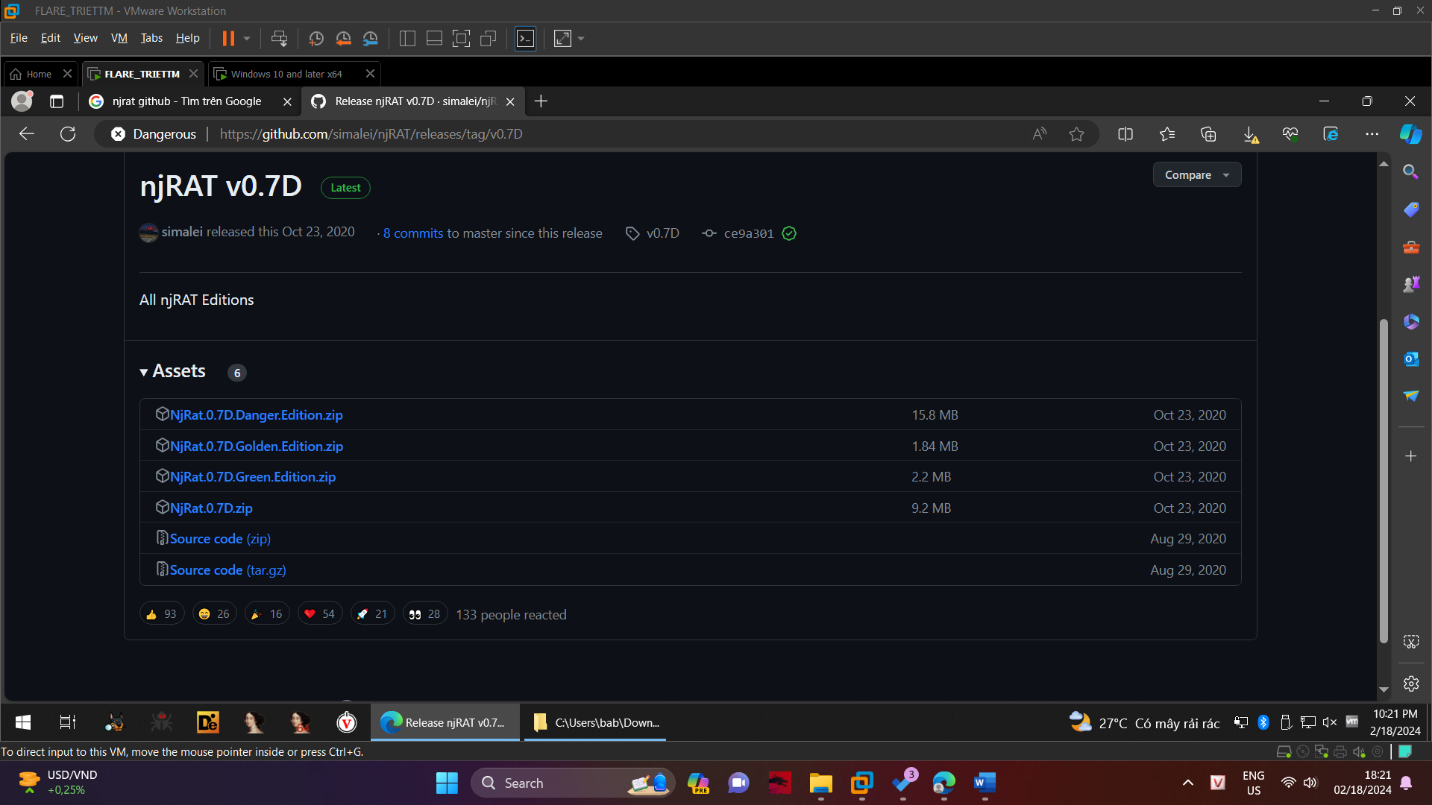 FLARE_TRIETTM - VMware Workstation
File Edit View VM Tabs Help
Home FLARE_TRIETTM Windows 10 and later x64
njrat github - Tìm trên Google Release njRAT v0.7D · simalei/njR
Dangerous https://github.com/simalei/njRAT/releases/tag/v0.7D
njRAT v0.7D Latest Compare
simalei released this Oct 23, 2020 · 8 commits to master since this release v0.7D ce9a301
All njRAT Editions
Assets 6
NjRat.0.7D.Danger.Edition.zip 15.8 MB Oct 23, 2020
NjRat.0.7D.Golden.Edition.zip 1.84 MB Oct 23, 2020
NjRat.0.7D.Green.Edition.zip 2.2 MB Oct 23, 2020
NjRat.0.7D.zip 9.2 MB Oct 23, 2020
Source code (zip) Aug 29, 2020
Source code (tar.gz) Aug 29, 2020
93 26 16 54 21 28 133 people reacted
Release njRAT v0.7... C:\Users\bab\Down... 27°C Có mây rải rác 10:21 PM
2/18/2024
To direct input to this VM, move the mouse pointer inside or press Ctrl+G.
USD/VND
+0,25%
Search
PRE
3
ENG
US
18:21
02/18/2024